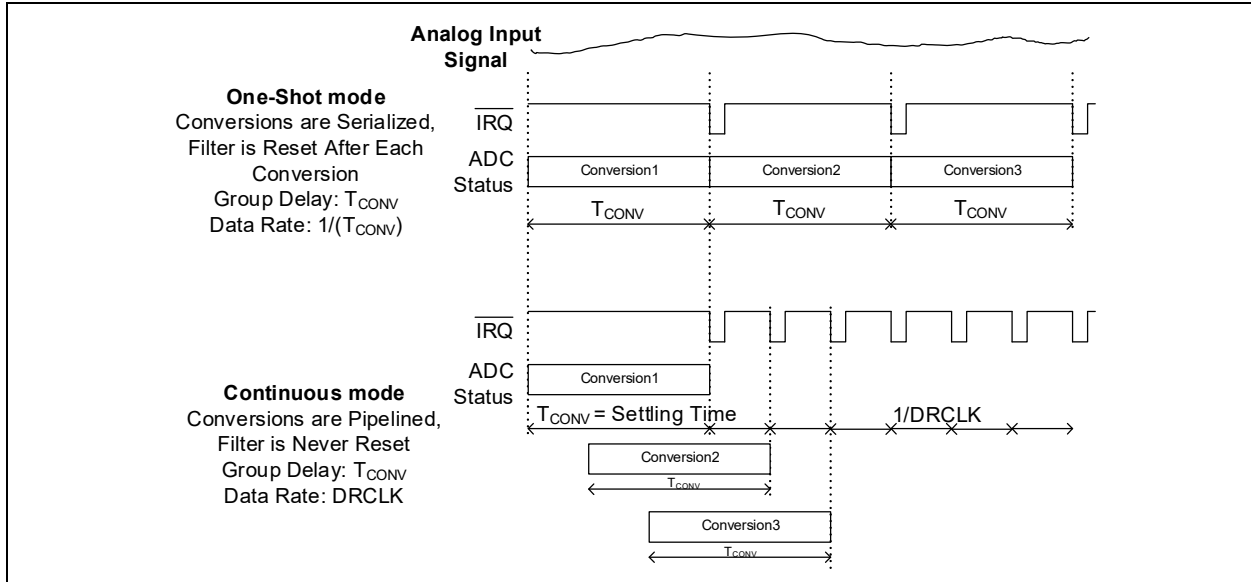 Analog Input
Signal
One-Shot mode
Conversions are Serialized,
Filter is Reset After Each
Conversion
Group Delay: TCONV
Data Rate: 1/(TCONV)
IRQ
ADC
Status
Conversion1
Conversion2
Conversion3
TCONV
TCONV
TCONV
IRQ
ADC
Status
Conversion1
Continuous mode
Conversions are Pipelined,
Filter is Never Reset
Group Delay: TCONV
Data Rate: DRCLK
TCONV = Settling Time
1/DRCLK
Conversion2
TCONV
Conversion3
TCONV